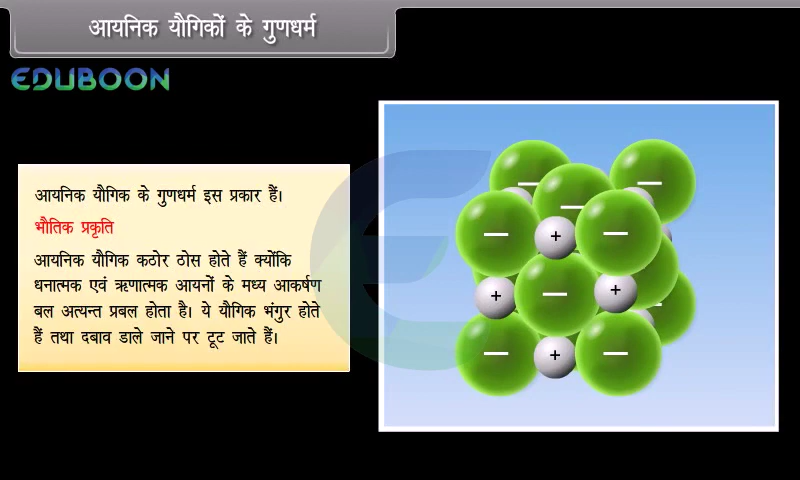 आयनिक यौगिकों के गुणधर्म
EDUBOON
आयनिक यौगिक के गुणधर्म इस प्रकार हैं।
भौतिक प्रकृति
आयनिक यौगिक कठोर ठोस होते हैं क्योंकि
धनात्मक एवं ऋणात्मक आयनों के मध्य आकर्षण
बल अत्यन्त प्रबल होता है। ये यौगिक भंगुर होते
हैं तथा दबाव डाले जाने पर टूट जाते हैं।